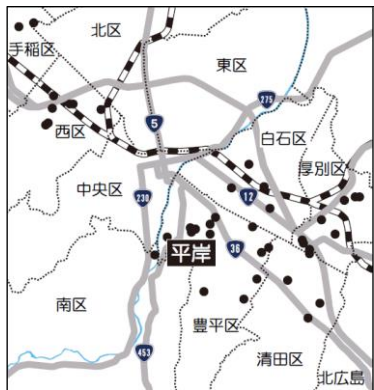 北区
手稲区
東区
275
5
西区
白石区
厚別区
中央区
230
12
平岸
36
南区
豊平区
453
清田区
北広島